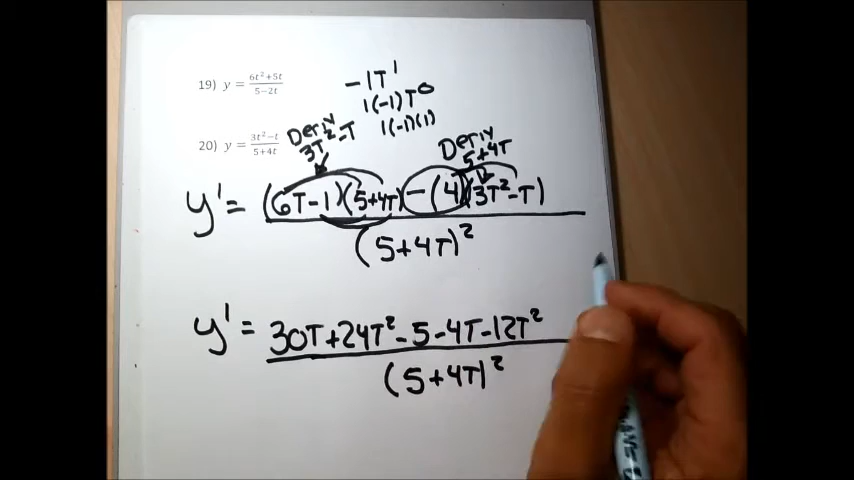 19) y = (6t²+5t)/(5-2t)
-1T¹
1(-1)T⁰
1(-1)(1)
20) y = (3t²-t)/(5+4t)
Deriv
3T²-T
Deriv
5+4T
y' = (6T-1)(5+4T)-(4)(3T²-T)
(5+4T)²
y' = 30T+24T²-5-4T-12T²
(5+4T)²